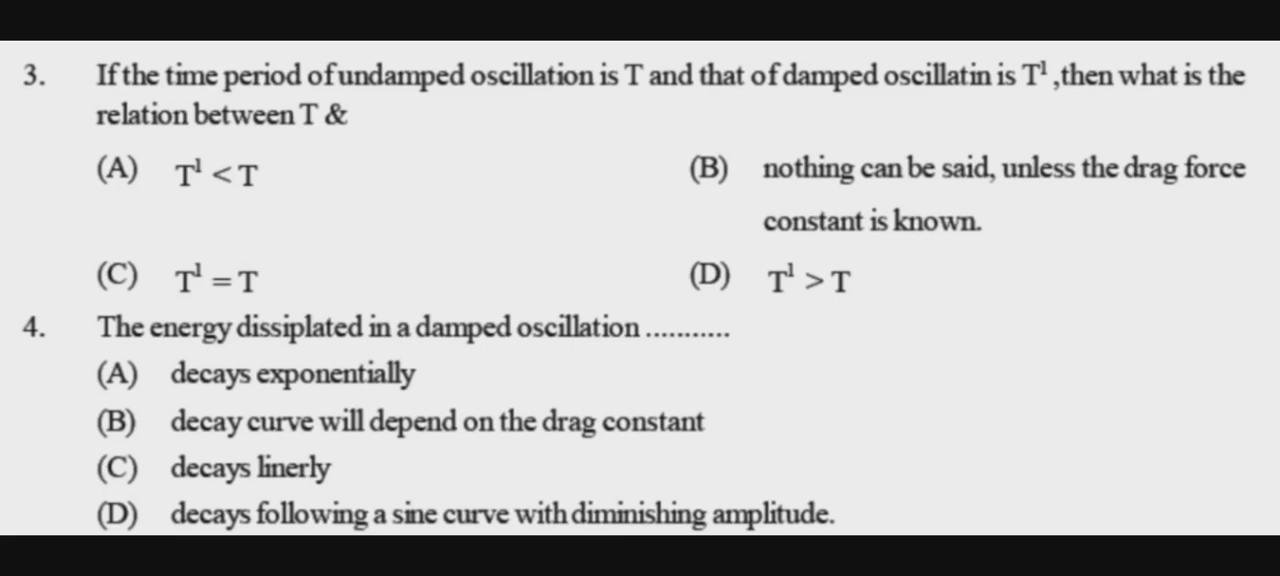 3. If the time period of undamped oscillation is T and that of damped oscillatin is T¹ ,then what is the
relation between T &
(A) T¹ < T (B) nothing can be said, unless the drag force
constant is known.
(C) T¹ = T (D) T¹ > T
4. The energy dissiplated in a damped oscillation ...........
(A) decays exponentially
(B) decay curve will depend on the drag constant
(C) decays linerly
(D) decays following a sine curve with diminishing amplitude.